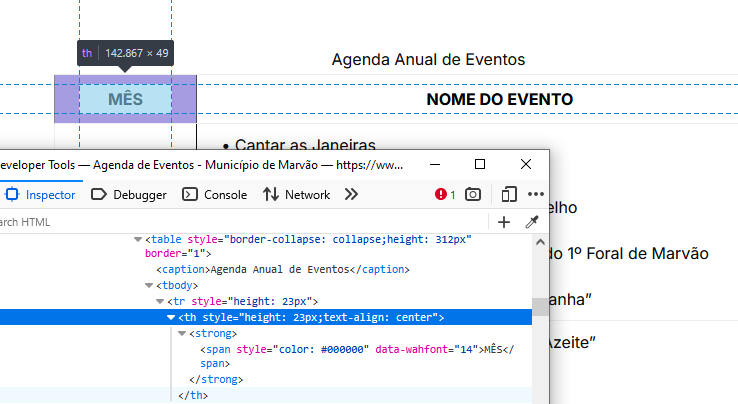 th 142.867 × 49
Agenda Anual de Eventos
MÊS NOME DO EVENTO
• Cantar as Janeiras
eveloper Tools — Agenda de Eventos - Município de Marvão — https://ww...
Inspector Debugger Console Network 1
elho
arch HTML
<table style="border-collapse: collapse;height: 312px"
border="1">
do 1º Foral de Marvão
<caption>Agenda Anual de Eventos</caption>
<tbody>
<tr style="height: 23px">
anha”
<th style="height: 23px;text-align: center">
<strong>
Azeite”
<span style="color: #000000" data-wahfont="14">MÊS</
span>
</strong>
</th>